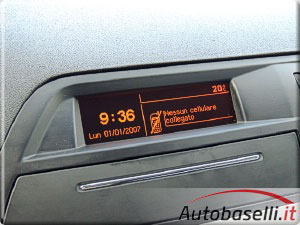 20°
9:36
Nessun cellulare
collegato
Lun 01/01/2007
Autobaselli.it